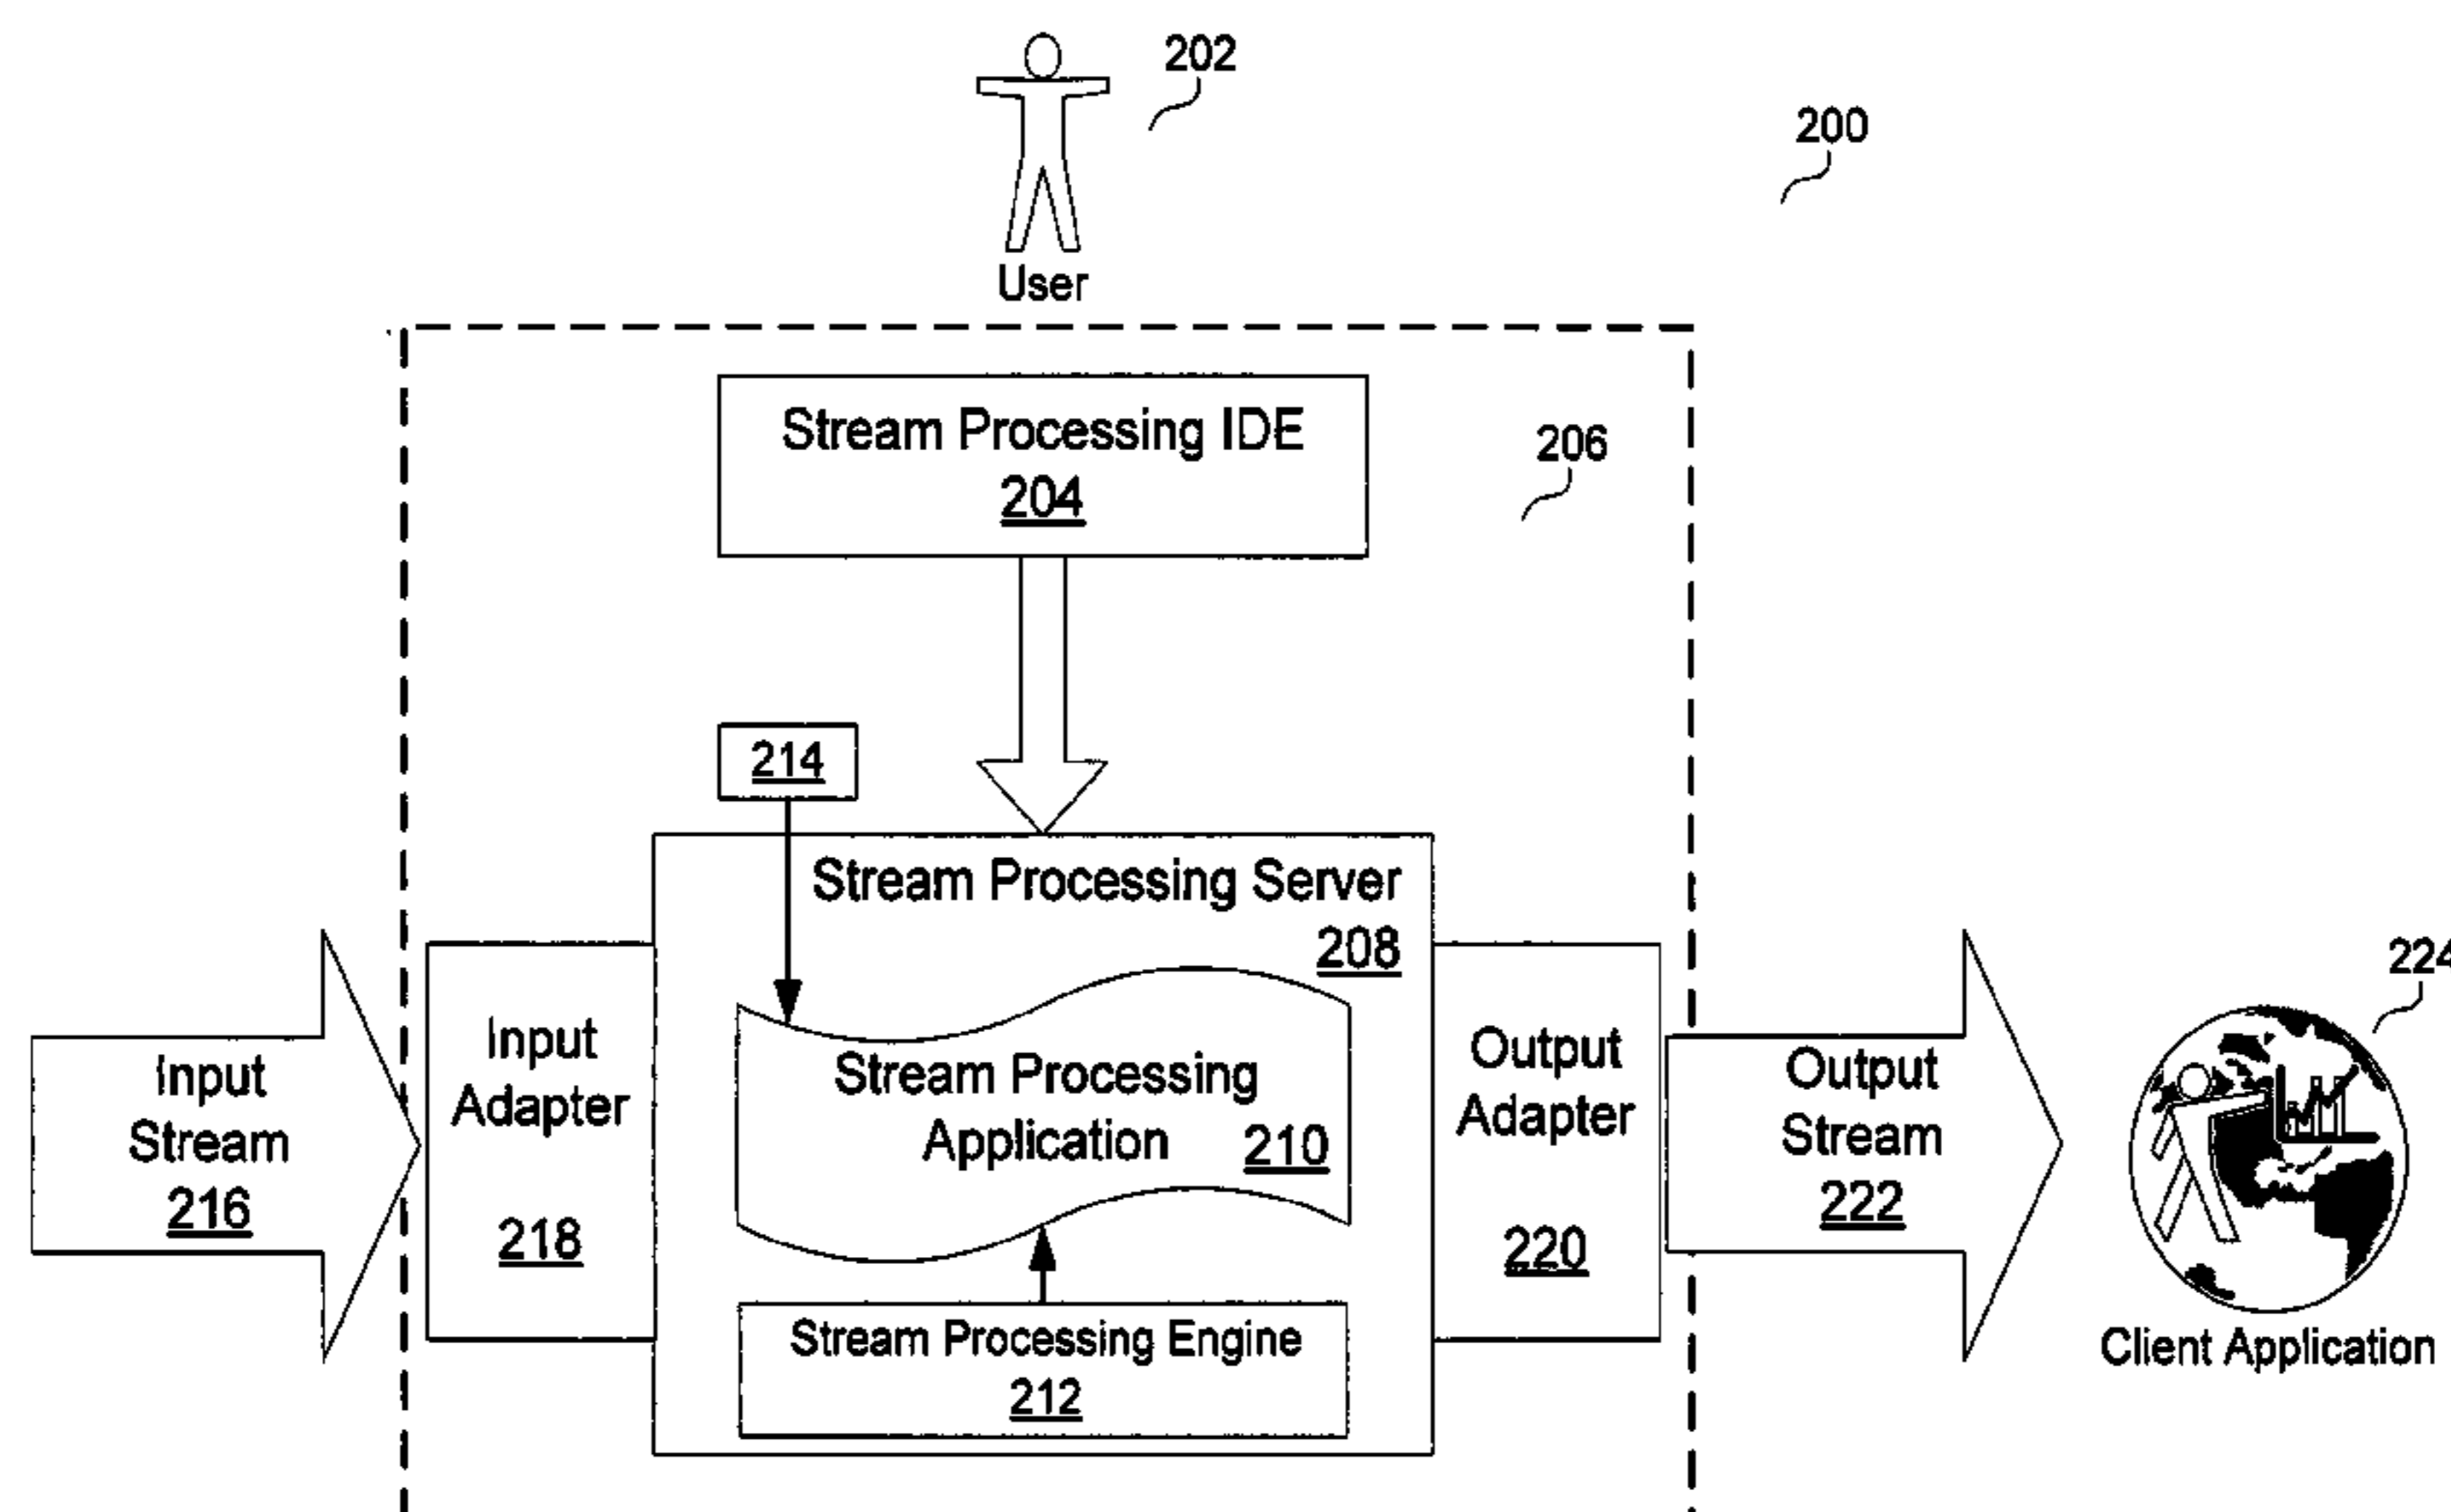 202
200
User
Stream Processing IDE
204
206
214
Stream Processing Server
208
224
Input
Stream
216
Input
Adapter
218
Stream Processing
Application
210
Output
Adapter
220
Output
Stream
222
Stream Processing Engine
212
Client Application